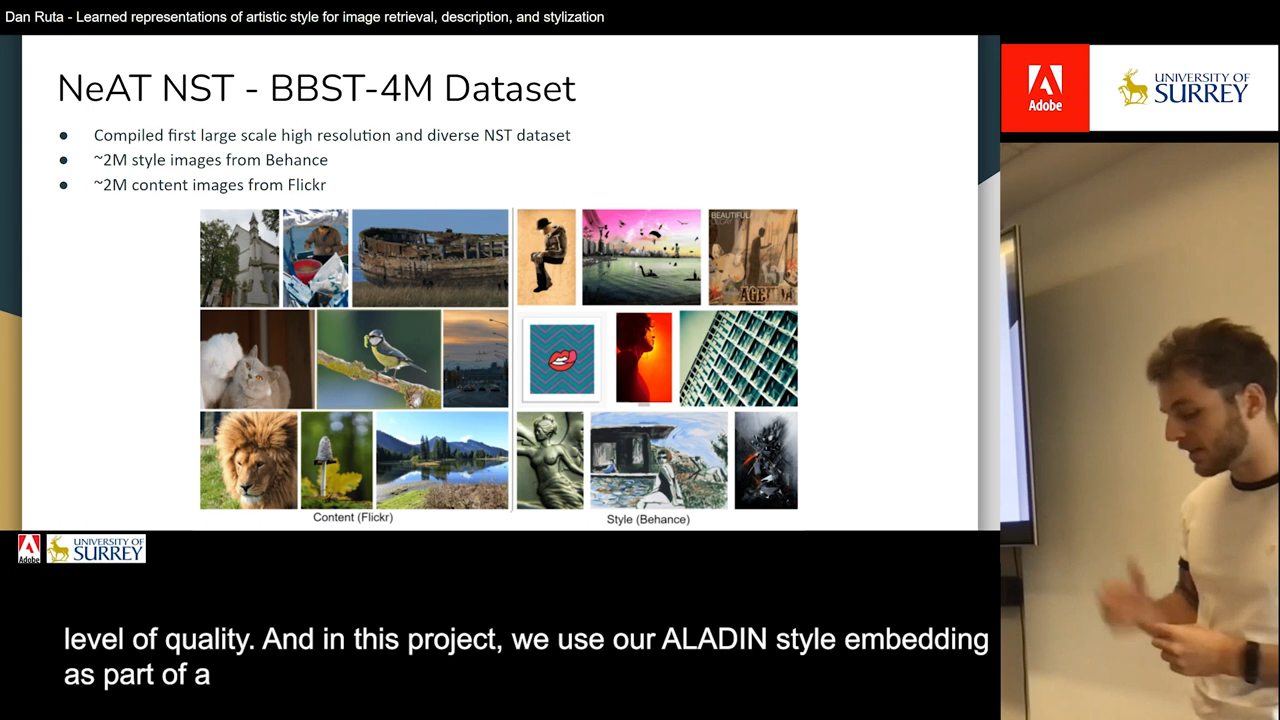 Dan Ruta - Learned representations of artistic style for image retrieval, description, and stylization
NeAT NST - BBST-4M Dataset
● Compiled first large scale high resolution and diverse NST dataset
● ~2M style images from Behance
● ~2M content images from Flickr
BEAUTIFUL/
DECAY
Content (Flickr)
Style (Behance)
Adobe
UNIVERSITY OF
SURREY
Adobe
UNIVERSITY OF
SURREY
level of quality. And in this project, we use our ALADIN style embedding
as part of a